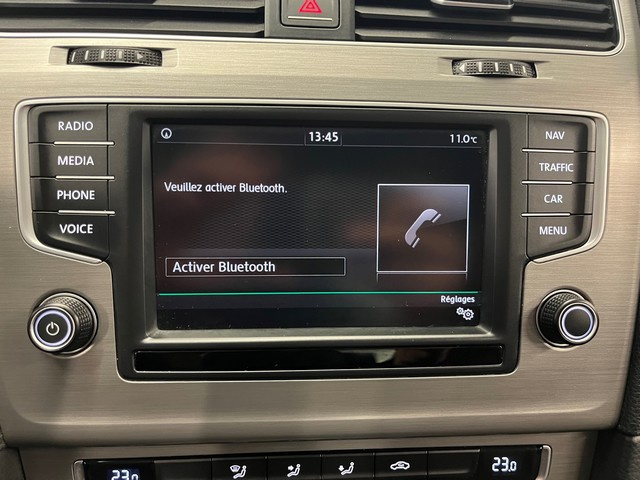 RADIO
MEDIA
PHONE
VOICE
13:45
11.0°C
Veuillez activer Bluetooth.
Activer Bluetooth
Réglages
NAV
TRAFFIC
CAR
MENU
23.0
23.0